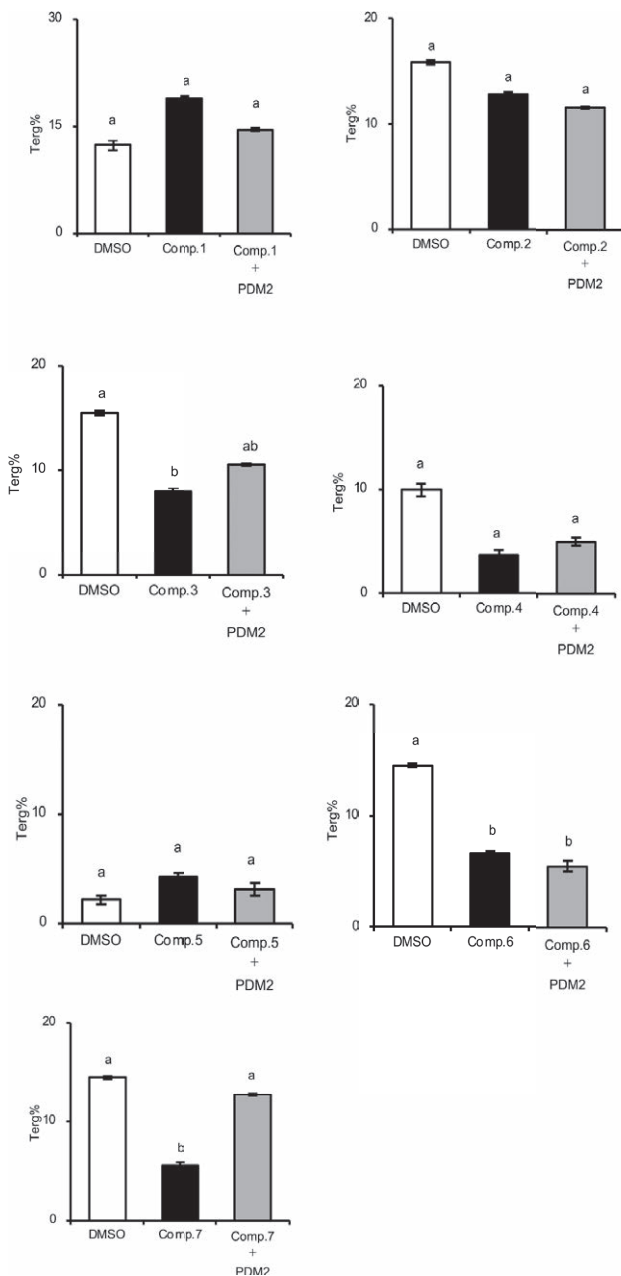 30
a
a
a
15
Terg%
0
DMSO
Comp.1
Comp.1
+
PDM2
20
a
a
a
10
Terg%
0
DMSO
Comp.2
Comp.2
+
PDM2
20
a
ab
b
10
Terg%
0
DMSO
Comp.3
Comp.3
+
PDM2
20
a
a
a
10
Terg%
0
DMSO
Comp.4
Comp.4
+
PDM2
20
10
a
a
a
Terg%
0
DMSO
Comp.5
Comp.5
+
PDM2
20
a
b
b
10
Terg%
0
DMSO
Comp.6
Comp.6
+
PDM2
20
a
a
b
10
Terg%
0
DMSO
Comp.7
Comp.7
+
PDM2